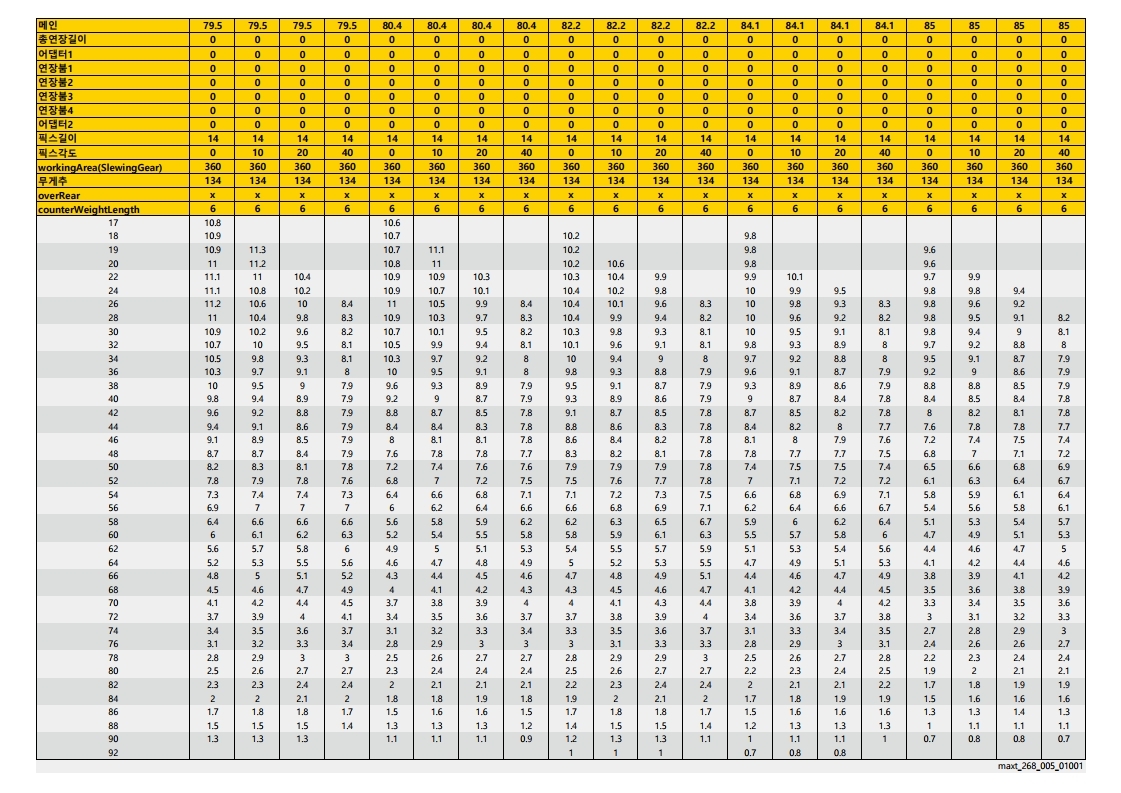 메인 79.5 79.5 79.5 79.5 80.4 80.4 80.4 80.4 82.2 82.2 82.2 82.2 84.1 84.1 84.1 84.1 85 85 85 85
총연장길이 0 0 0 0 0 0 0 0 0 0 0 0 0 0 0 0 0 0 0 0
어댑터1 0 0 0 0 0 0 0 0 0 0 0 0 0 0 0 0 0 0 0 0
연장붐1 0 0 0 0 0 0 0 0 0 0 0 0 0 0 0 0 0 0 0 0
연장붐2 0 0 0 0 0 0 0 0 0 0 0 0 0 0 0 0 0 0 0 0
연장붐3 0 0 0 0 0 0 0 0 0 0 0 0 0 0 0 0 0 0 0 0
연장붐4 0 0 0 0 0 0 0 0 0 0 0 0 0 0 0 0 0 0 0 0
어댑터2 0 0 0 0 0 0 0 0 0 0 0 0 0 0 0 0 0 0 0 0
픽스길이 14 14 14 14 14 14 14 14 14 14 14 14 14 14 14 14 14 14 14 14
픽스각도 0 10 20 40 0 10 20 40 0 10 20 40 0 10 20 40 0 10 20 40
workingArea(SlewingGear) 360 360 360 360 360 360 360 360 360 360 360 360 360 360 360 360 360 360 360 360
무게추 134 134 134 134 134 134 134 134 134 134 134 134 134 134 134 134 134 134 134 134
overRear x x x x x x x x x x x x x x x x x x x x
counterWeightLength 6 6 6 6 6 6 6 6 6 6 6 6 6 6 6 6 6 6 6 6
17 10.8 10.6
18 10.9 10.7 10.2 9.8
19 10.9 11.3 10.7 11.1 10.2 9.8 9.6
20 11 11.2 10.8 11 10.2 10.6 9.8 9.6
22 11.1 11 10.4 10.9 10.9 10.3 10.3 10.4 9.9 9.9 10.1 9.7 9.9
24 11.1 10.8 10.2 10.9 10.7 10.1 10.4 10.2 9.8 10 9.9 9.5 9.8 9.8 9.4
26 11.2 10.6 10 8.4 11 10.5 9.9 8.4 10.4 10.1 9.6 8.3 10 9.8 9.3 8.3 9.8 9.6 9.2
28 11 10.4 9.8 8.3 10.9 10.3 9.7 8.3 10.4 9.9 9.4 8.2 10 9.6 9.2 8.2 9.8 9.5 9.1 8.2
30 10.9 10.2 9.6 8.2 10.7 10.1 9.5 8.2 10.3 9.8 9.3 8.1 10 9.5 9.1 8.1 9.8 9.4 9 8.1
32 10.7 10 9.5 8.1 10.5 9.9 9.4 8.1 10.1 9.6 9.1 8.1 9.8 9.3 8.9 8 9.7 9.2 8.8 8
34 10.5 9.8 9.3 8.1 10.3 9.7 9.2 8 10 9.4 9 8 9.7 9.2 8.8 8 9.5 9.1 8.7 7.9
36 10.3 9.7 9.1 8 10 9.5 9.1 8 9.8 9.3 8.8 7.9 9.6 9.1 8.7 7.9 9.2 9 8.6 7.9
38 10 9.5 9 7.9 9.6 9.3 8.9 7.9 9.5 9.1 8.7 7.9 9.3 8.9 8.6 7.9 8.8 8.8 8.5 7.9
40 9.8 9.4 8.9 7.9 9.2 9 8.7 7.9 9.3 8.9 8.6 7.9 9 8.7 8.4 7.8 8.4 8.5 8.4 7.8
42 9.6 9.2 8.8 7.9 8.8 8.7 8.5 7.8 9.1 8.7 8.5 7.8 8.7 8.5 8.2 7.8 8 8.2 8.1 7.8
44 9.4 9.1 8.6 7.9 8.4 8.4 8.3 7.8 8.8 8.6 8.3 7.8 8.4 8.2 8 7.7 7.6 7.8 7.8 7.7
46 9.1 8.9 8.5 7.9 8 8.1 8.1 7.8 8.6 8.4 8.2 7.8 8.1 8 7.9 7.6 7.2 7.4 7.5 7.4
48 8.7 8.7 8.4 7.9 7.6 7.8 7.8 7.7 8.3 8.2 8.1 7.8 7.8 7.7 7.7 7.5 6.8 7 7.1 7.2
50 8.2 8.3 8.1 7.8 7.2 7.4 7.6 7.6 7.9 7.9 7.9 7.8 7.4 7.5 7.5 7.4 6.5 6.6 6.8 6.9
52 7.8 7.9 7.8 7.6 6.8 7 7.2 7.5 7.5 7.6 7.7 7.8 7 7.1 7.2 7.2 6.1 6.3 6.4 6.7
54 7.3 7.4 7.4 7.3 6.4 6.6 6.8 7.1 7.1 7.2 7.3 7.5 6.6 6.8 6.9 7.1 5.8 5.9 6.1 6.4
56 6.9 7 7 7 6 6.2 6.4 6.6 6.6 6.8 6.9 7.1 6.2 6.4 6.6 6.7 5.4 5.6 5.8 6.1
58 6.4 6.6 6.6 6.6 5.6 5.8 5.9 6.2 6.2 6.3 6.5 6.7 5.9 6 6.2 6.4 5.1 5.3 5.4 5.7
60 6 6.1 6.2 6.3 5.2 5.4 5.5 5.8 5.8 5.9 6.1 6.3 5.5 5.7 5.8 6 4.7 4.9 5.1 5.3
62 5.6 5.7 5.8 6 4.9 5 5.1 5.3 5.4 5.5 5.7 5.9 5.1 5.3 5.4 5.6 4.4 4.6 4.7 5
64 5.2 5.3 5.5 5.6 4.6 4.7 4.8 4.9 5 5.2 5.3 5.5 4.7 4.9 5.1 5.3 4.1 4.2 4.4 4.6
66 4.8 5 5.1 5.2 4.3 4.4 4.5 4.6 4.7 4.8 4.9 5.1 4.4 4.6 4.7 4.9 3.8 3.9 4.1 4.2
68 4.5 4.6 4.7 4.9 4 4.1 4.2 4.3 4.3 4.5 4.6 4.7 4.1 4.2 4.4 4.5 3.5 3.6 3.8 3.9
70 4.1 4.2 4.4 4.5 3.7 3.8 3.9 4 4 4.1 4.3 4.4 3.8 3.9 4 4.2 3.3 3.4 3.5 3.6
72 3.7 3.9 4 4.1 3.4 3.5 3.6 3.7 3.7 3.8 3.9 4 3.4 3.6 3.7 3.8 3 3.1 3.2 3.3
74 3.4 3.5 3.6 3.7 3.1 3.2 3.3 3.4 3.3 3.5 3.6 3.7 3.1 3.3 3.4 3.5 2.7 2.8 2.9 3
76 3.1 3.2 3.3 3.4 2.8 2.9 3 3 3 3.1 3.3 3.3 2.8 2.9 3 3.1 2.4 2.6 2.6 2.7
78 2.8 2.9 3 3 2.5 2.6 2.7 2.7 2.8 2.9 2.9 3 2.5 2.6 2.7 2.8 2.2 2.3 2.4 2.4
80 2.5 2.6 2.7 2.7 2.3 2.4 2.4 2.4 2.5 2.6 2.7 2.7 2.2 2.3 2.4 2.5 1.9 2 2.1 2.1
82 2.3 2.3 2.4 2.4 2 2.1 2.1 2.1 2.2 2.3 2.4 2.4 2 2.1 2.1 2.2 1.7 1.8 1.9 1.9
84 2 2 2.1 2 1.8 1.8 1.9 1.8 1.9 2 2.1 2 1.7 1.8 1.9 1.9 1.5 1.6 1.6 1.6
86 1.7 1.8 1.8 1.7 1.5 1.6 1.6 1.5 1.7 1.8 1.8 1.8 1.5 1.6 1.6 1.6 1.3 1.3 1.4 1.3
88 1.5 1.5 1.5 1.4 1.3 1.3 1.3 1.2 1.4 1.5 1.5 1.4 1.2 1.3 1.3 1.3 1 1.1 1.1 1.1
90 1.3 1.3 1.3 1.1 1.1 1.1 0.9 1.2 1.3 1.3 1.1 1 1.1 1.1 1 0.7 0.8 0.8 0.7
92 1 1 1 0.7 0.8 0.8
maxt_268_005_01001